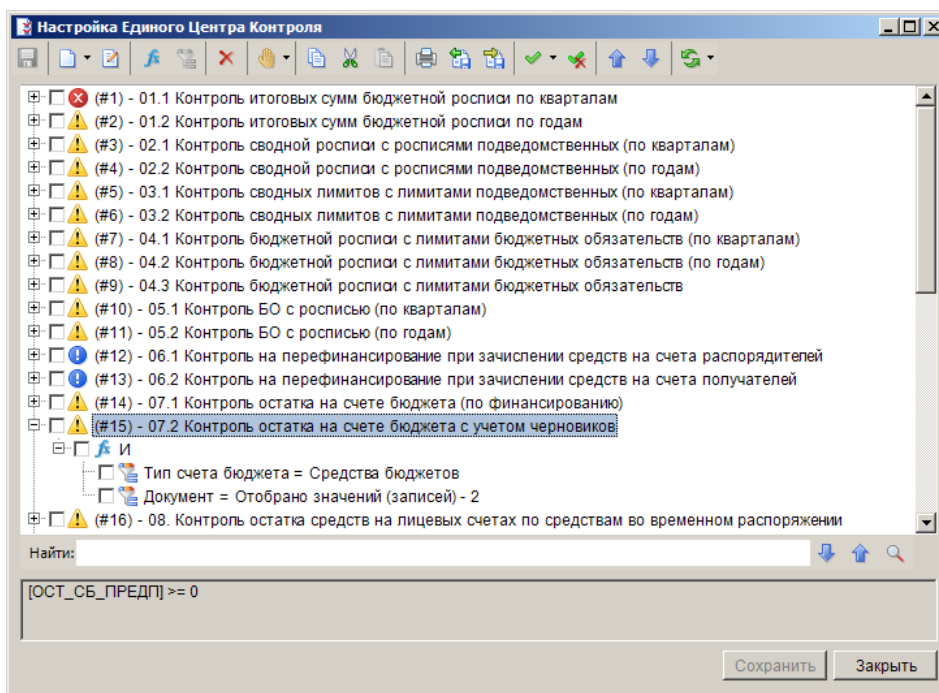 Настройка Единого Центра Контроля
(#1) - 01.1 Контроль итоговых сумм бюджетной росписи по кварталам
(#2) - 01.2 Контроль итоговых сумм бюджетной росписи по годам
(#3) - 02.1 Контроль сводной росписи с росписями подведомственных (по кварталам)
(#4) - 02.2 Контроль сводной росписи с росписями подведомственных (по годам)
(#5) - 03.1 Контроль сводных лимитов с лимитами подведомственных (по кварталам)
(#6) - 03.2 Контроль сводных лимитов с лимитами подведомственных (по годам)
(#7) - 04.1 Контроль бюджетной росписи с лимитами бюджетных обязательств (по кварталам)
(#8) - 04.2 Контроль бюджетной росписи с лимитами бюджетных обязательств (по годам)
(#9) - 04.3 Контроль бюджетной росписи с лимитами бюджетных обязательств
(#10) - 05.1 Контроль БО с росписью (по кварталам)
(#11) - 05.2 Контроль БО с росписью (по годам)
(#12) - 06.1 Контроль на перефинансирование при зачислении средств на счета распорядителей
(#13) - 06.2 Контроль на перефинансирование при зачислении средств на счета получателей
(#14) - 07.1 Контроль остатка на счете бюджета (по финансированию)
(#15) - 07.2 Контроль остатка на счете бюджета с учетом черновиков
И
Тип счета бюджета = Средства бюджетов
Документ = Отобрано значений (записей) - 2
(#16) - 08. Контроль остатка средств на лицевых счетах по средствам во временном распоряжении
Найти:
[ОСТ_СБ_ПРЕДП] >= 0
Сохранить Закрыть